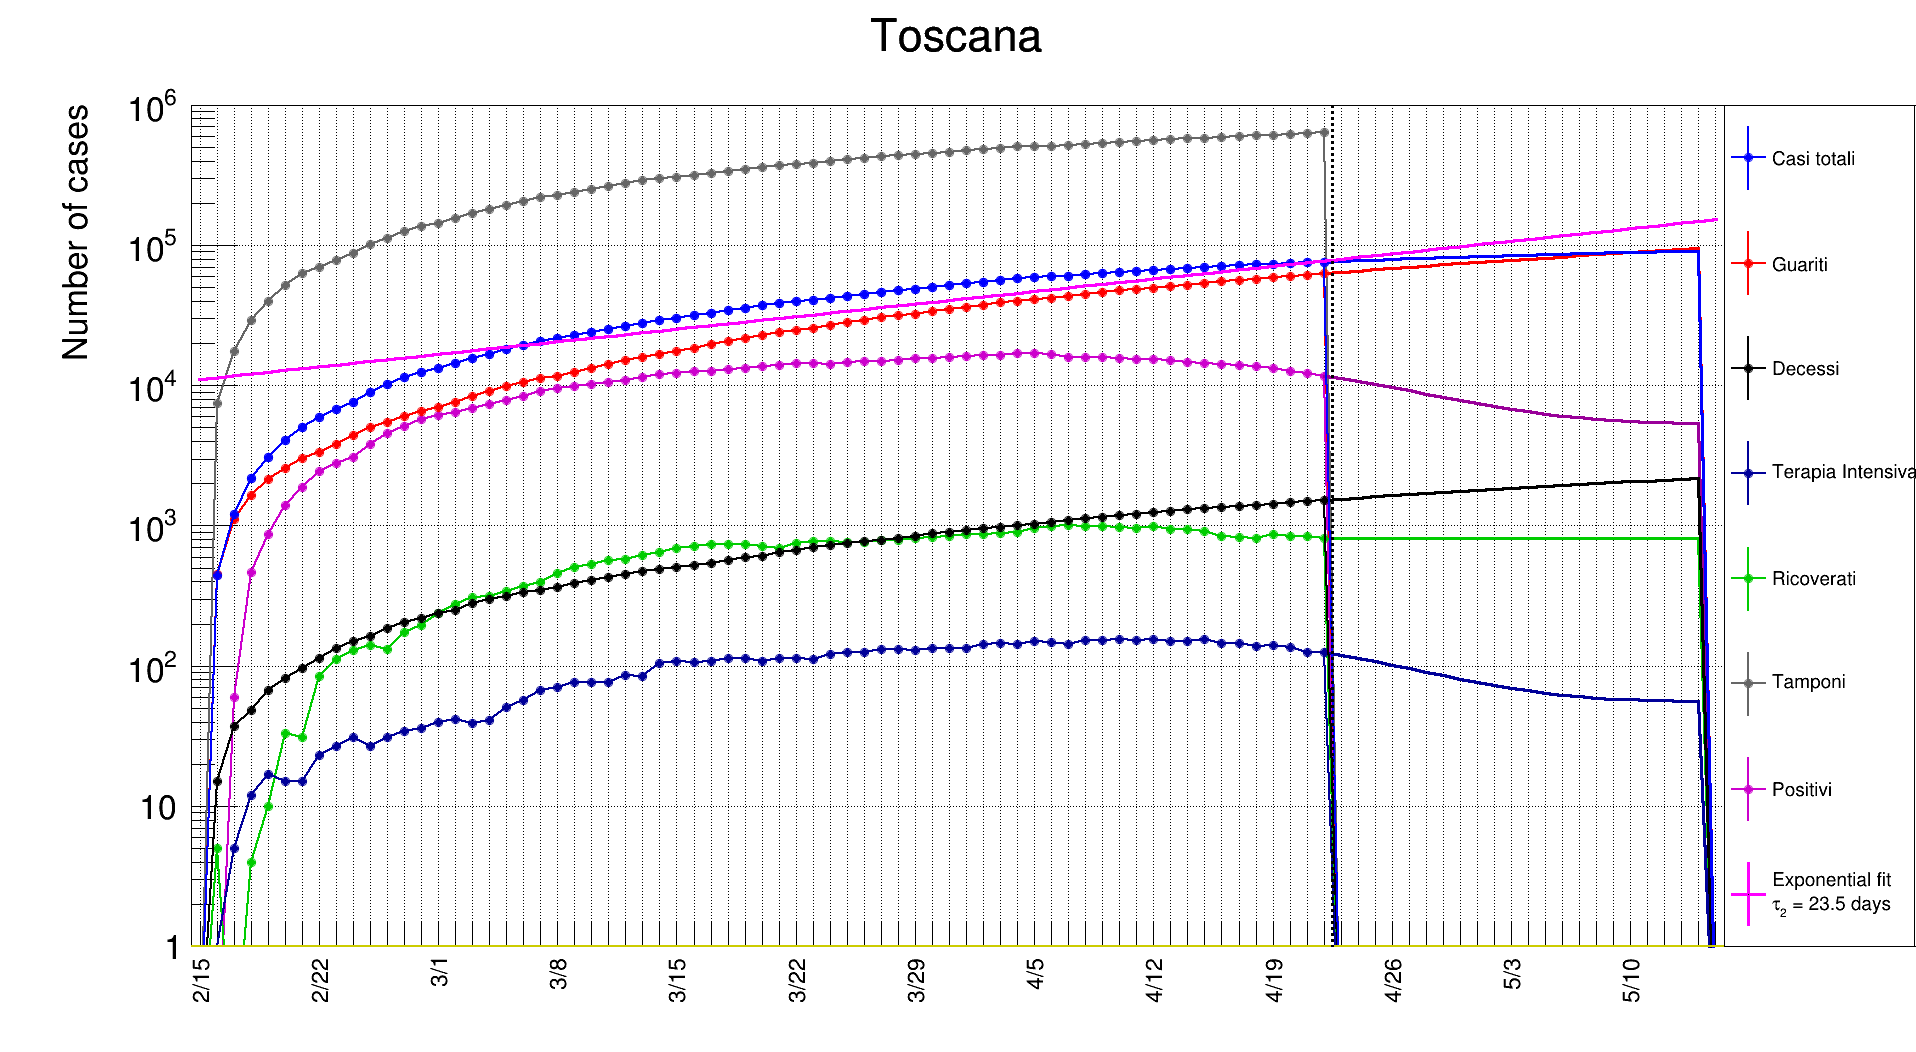 Toscana
Number of cases
10^6
10^5
10^4
10^3
10^2
10
1
2/15
2/22
3/1
3/8
3/15
3/22
3/29
4/5
4/12
4/19
4/26
5/3
5/10
Casi totali
Guariti
Decessi
Terapia Intensiva
Ricoverati
Tamponi
Positivi
Exponential fit
τ_2 = 23.5 days